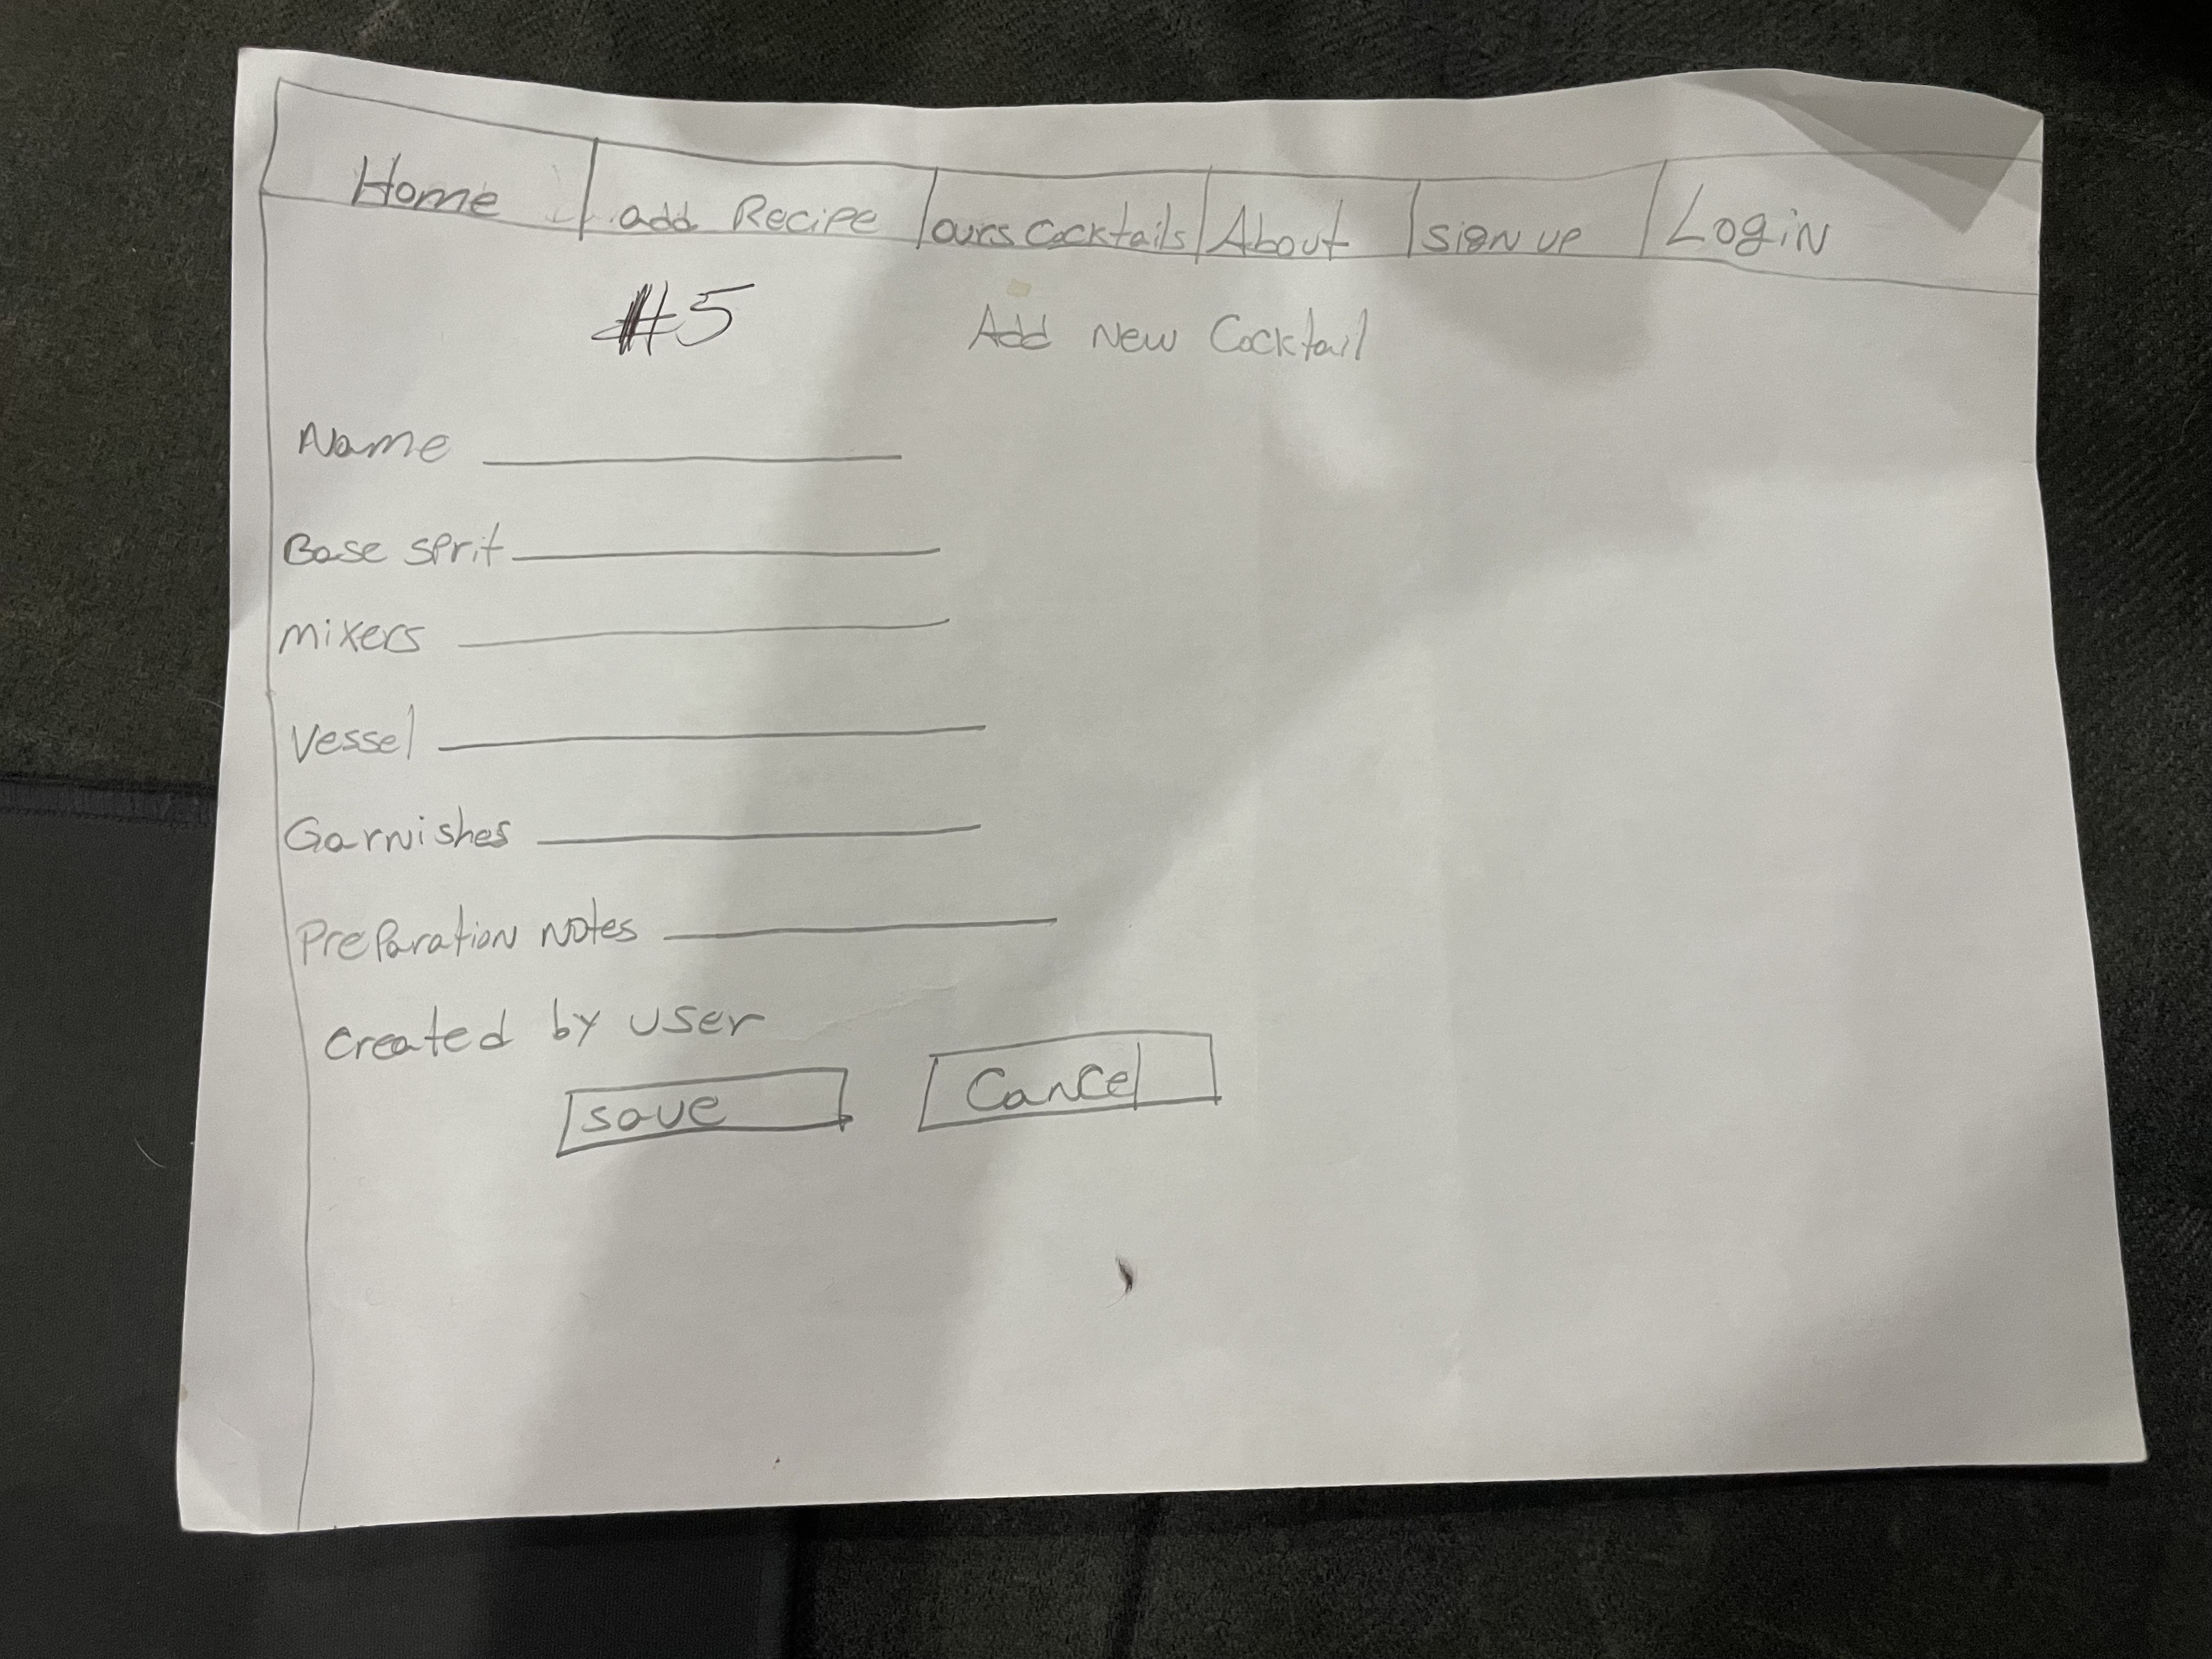 Home add Recipe ours Cocktails About sign up Login
#5 Add New Cocktail
Name
Base sprit
mixers
Vessel
Garnishes
Preparation notes
Created by user
save Cancel